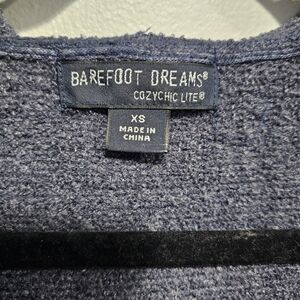 BAREFOOT DREAMS®
COZYCHIC LITE®
XS
MADE IN
CHINA